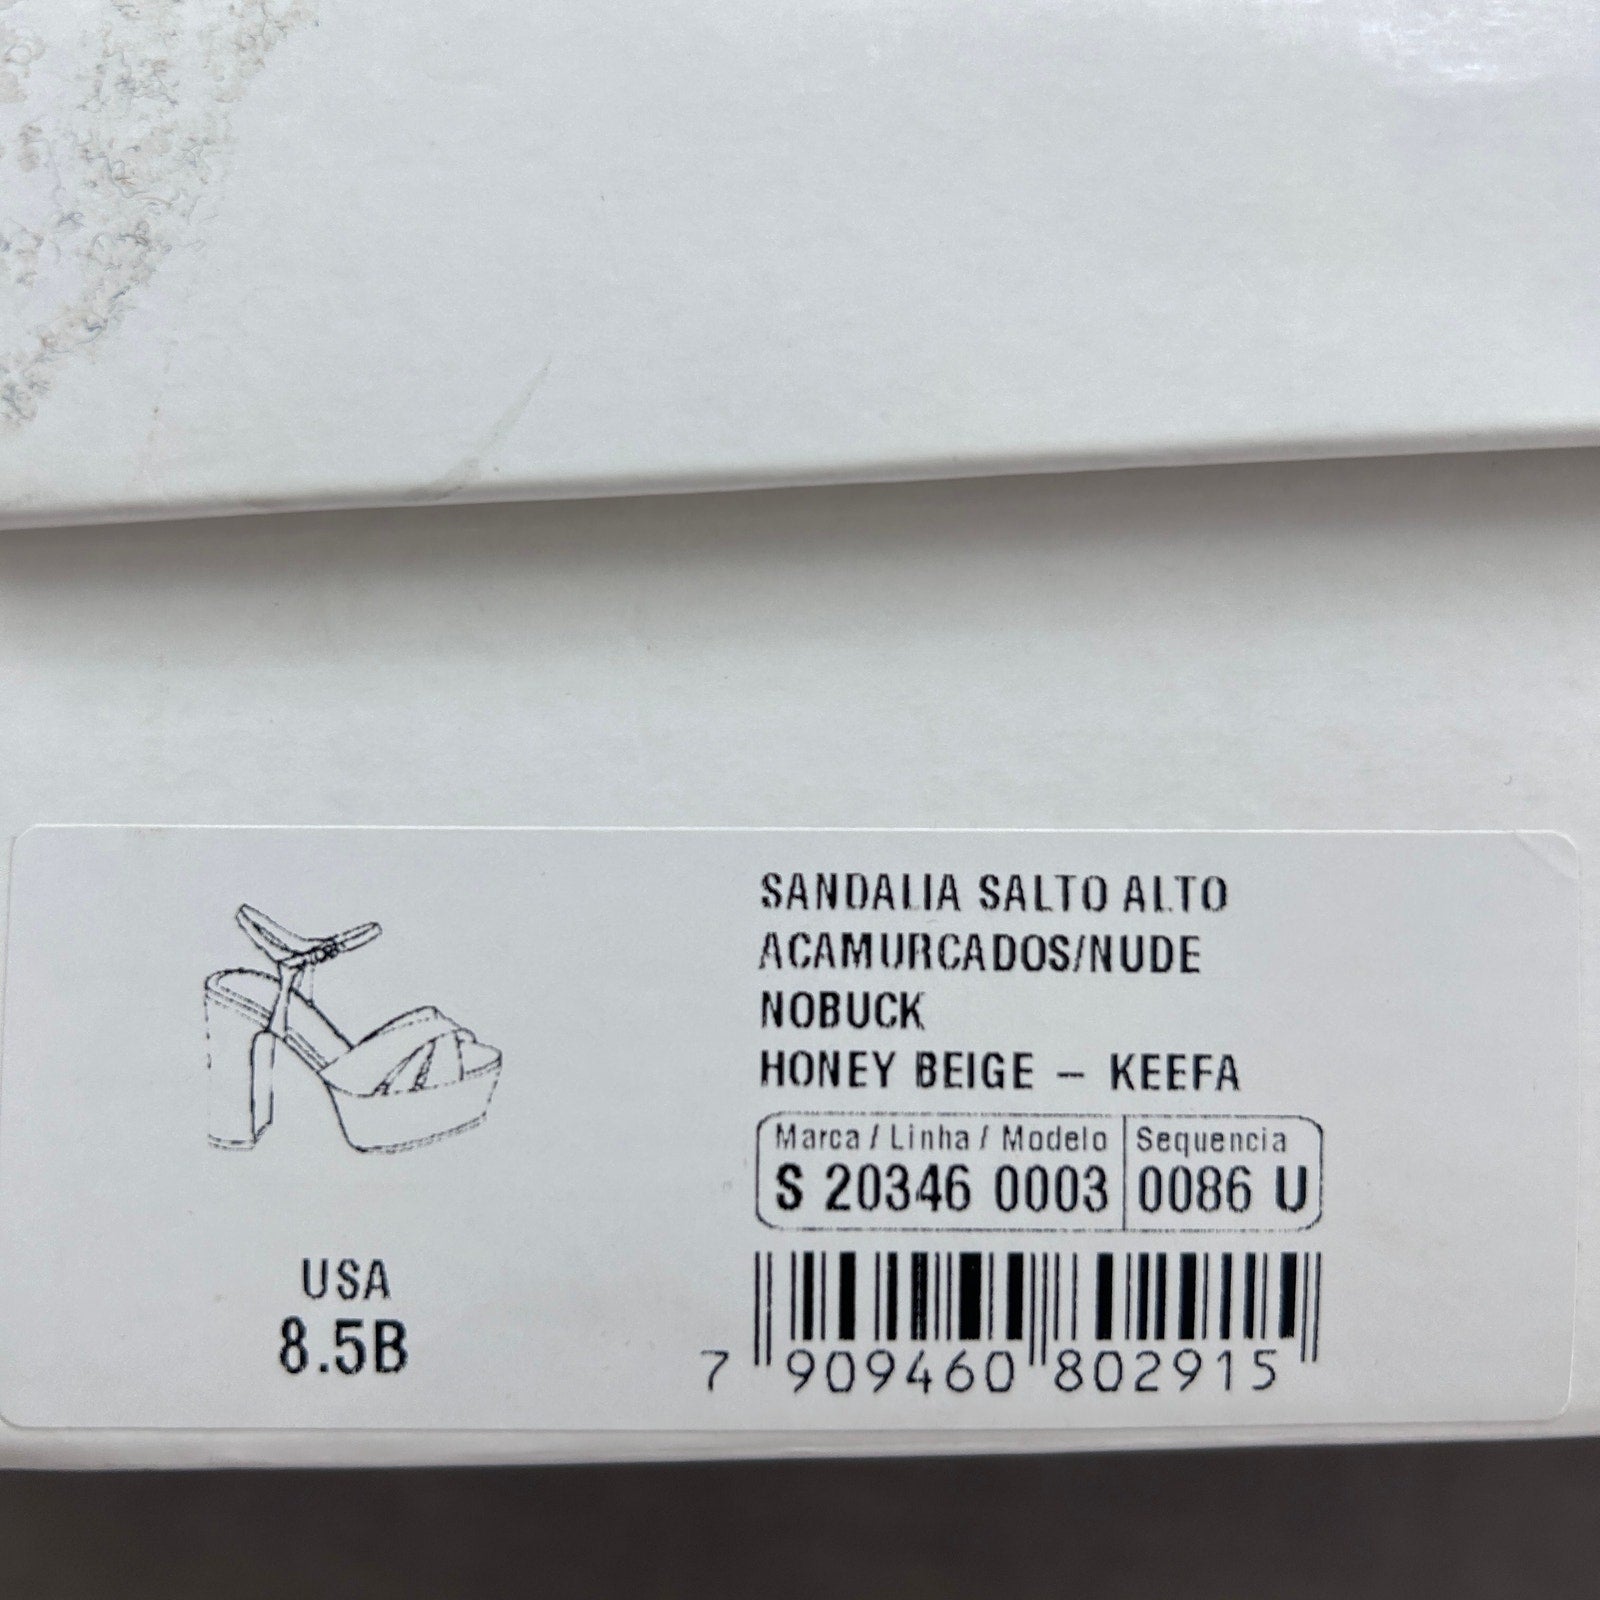 SANDALIA SALTO ALTO
ACAMURCADOS/NUDE
NOBUCK
HONEY BEIGE – KEEFA
Marca / Linha / Modelo Sequencia
S 20346 0003 0086 U
USA
8.5B
7 909460 802915